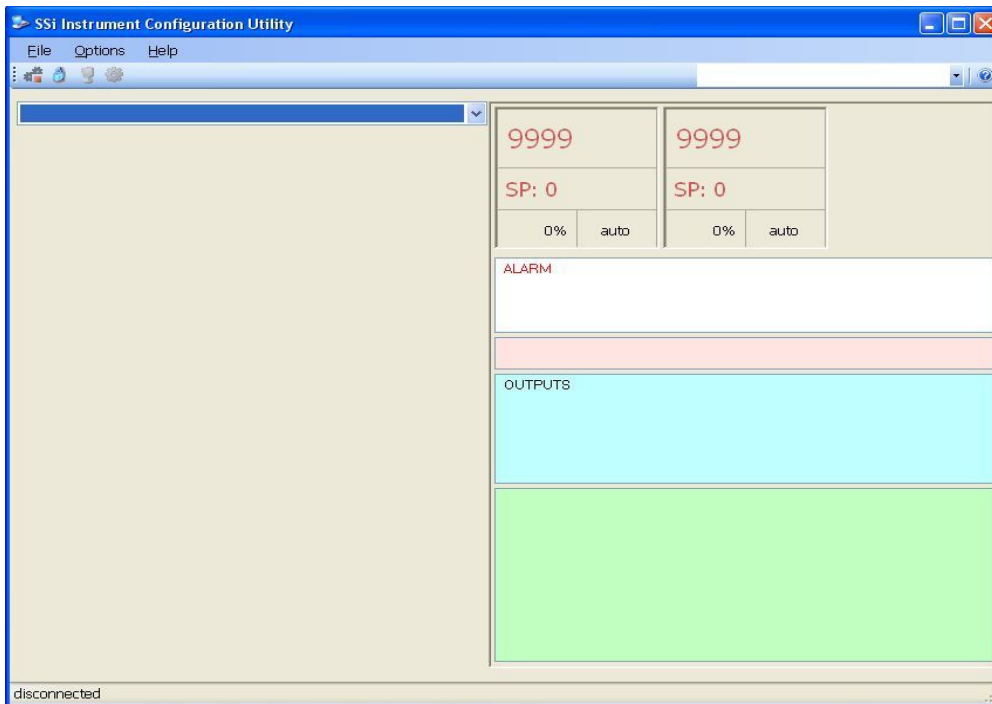 SSi Instrument Configuration Utility
File Options Help
9999 9999
SP: 0 SP: 0
0% auto 0% auto
ALARM
OUTPUTS
disconnected